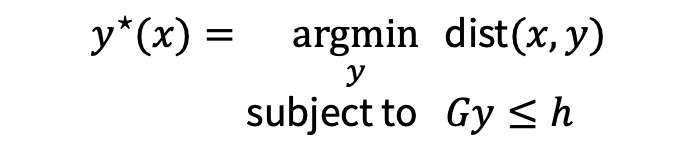 y*(x) = argmin dist(x, y)
y
subject to Gy ≤ h